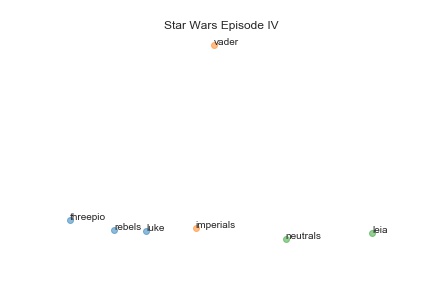 Star Wars Episode IV
vader
threepio
rebels
luke
imperials
neutrals
leia